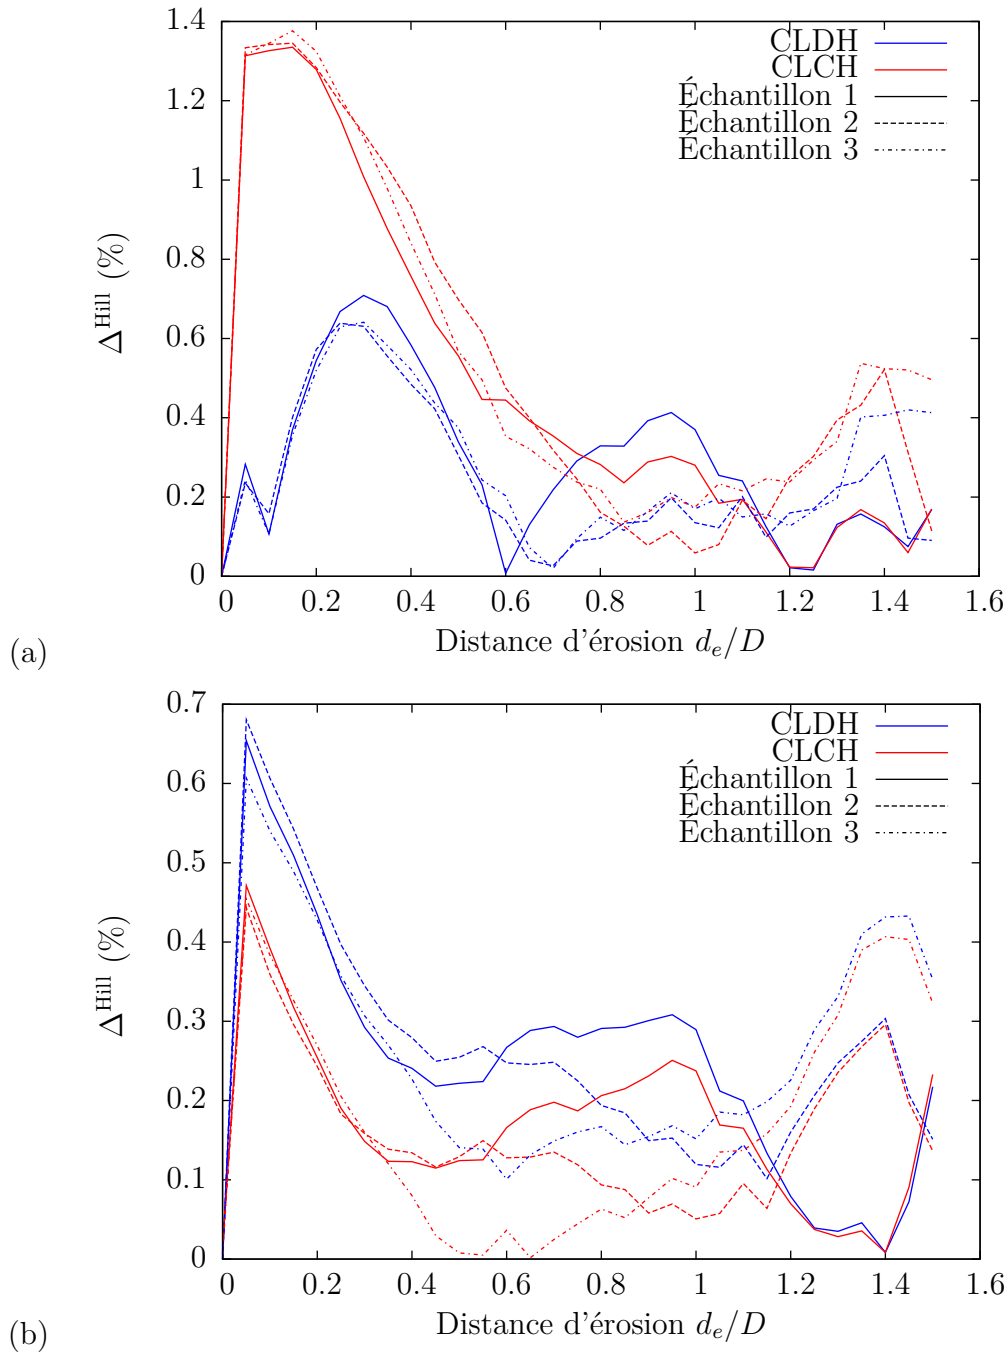 1.4
1.2
1
0.8
0.6
0.4
0.2
0
Δ^Hill (%)
CLDH
CLCH
Échantillon 1
Échantillon 2
Échantillon 3
0 0.2 0.4 0.6 0.8 1 1.2 1.4 1.6
Distance d'érosion d_e/D
(a)
0.7
0.6
0.5
0.4
0.3
0.2
0.1
0
Δ^Hill (%)
CLDH
CLCH
Échantillon 1
Échantillon 2
Échantillon 3
0 0.2 0.4 0.6 0.8 1 1.2 1.4 1.6
Distance d'érosion d_e/D
(b)